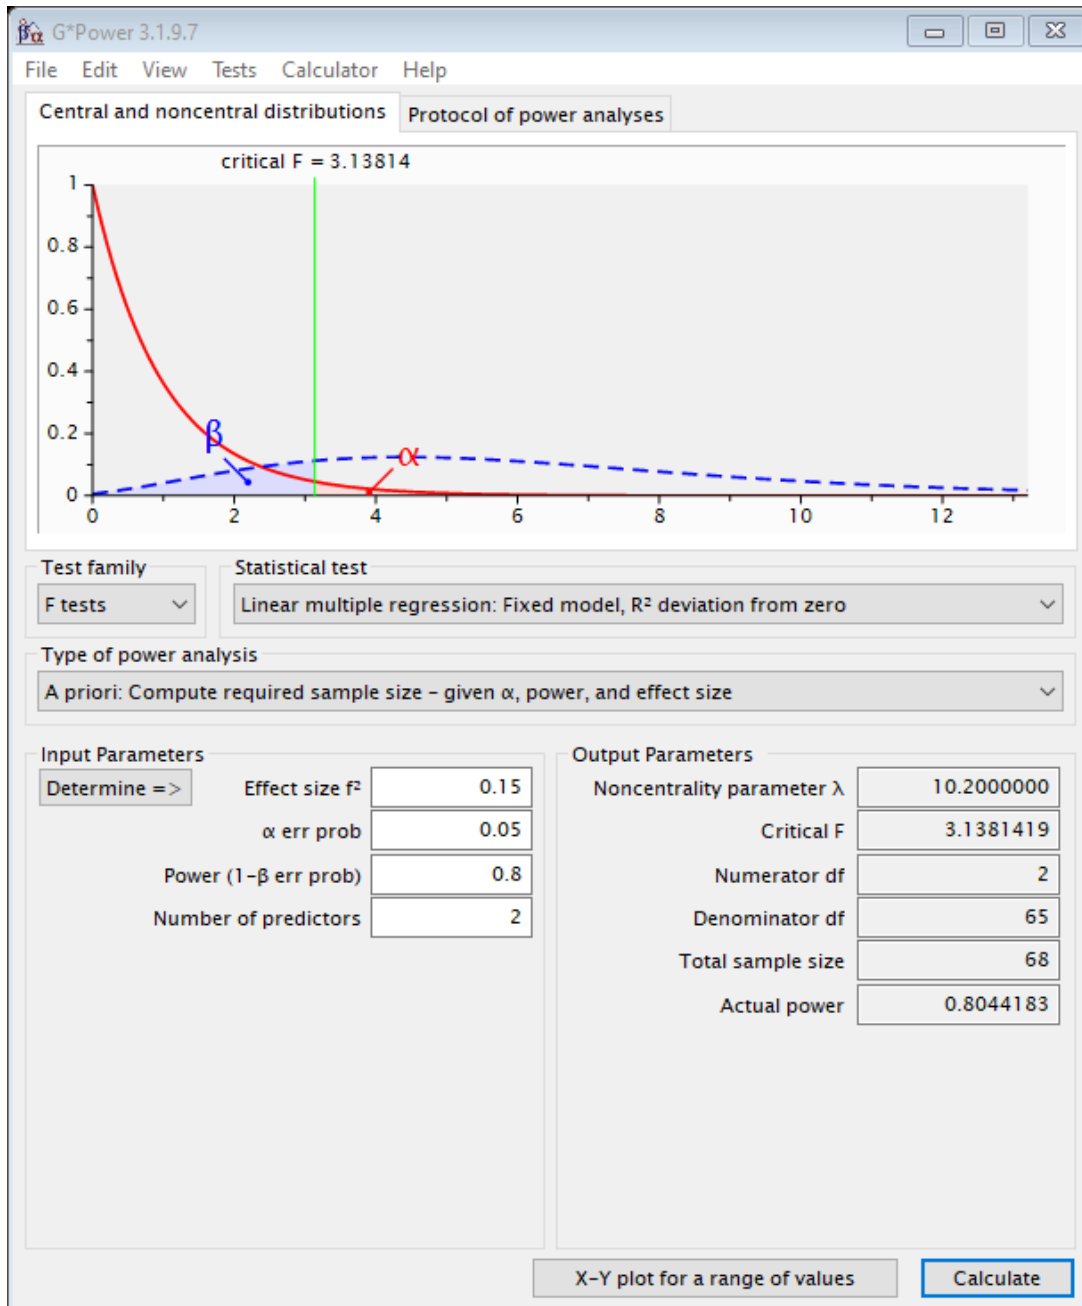 G*Power 3.1.9.7
File Edit View Tests Calculator Help
Central and noncentral distributions Protocol of power analyses
critical F = 3.13814
1
0.8
0.6
0.4
0.2
β
α
0
0 2 4 6 8 10 12
Test family Statistical test
F tests Linear multiple regression: Fixed model, R² deviation from zero
Type of power analysis
A priori: Compute required sample size – given α, power, and effect size
Input Parameters Output Parameters
Determine => Effect size f² 0.15 Noncentrality parameter λ 10.2000000
α err prob 0.05 Critical F 3.1381419
Power (1-β err prob) 0.8 Numerator df 2
Number of predictors 2 Denominator df 65
Total sample size 68
Actual power 0.8044183
X-Y plot for a range of values Calculate